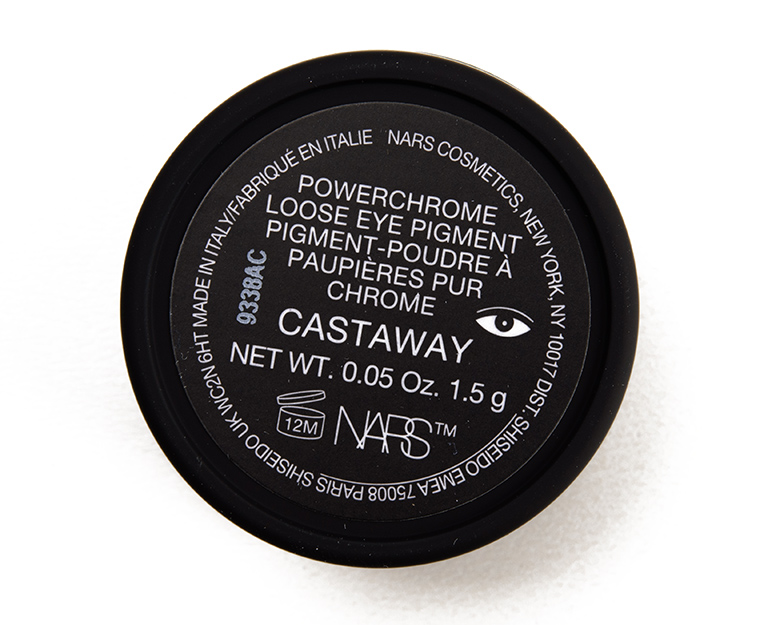 NARS COSMETICS, NEW YORK, NY 10017 DIST. SHISEIDO EMEA 75008 PARIS SHISEIDO UK WC2N 6HT MADE IN ITALY/FABRIQUÉ EN ITALIE
POWERCHROME
LOOSE EYE PIGMENT
PIGMENT-POUDRE À
PAUPIÈRES PUR
CHROME
9338AC
CASTAWAY
NET WT. 0.05 Oz. 1.5 g
12M
NARS™